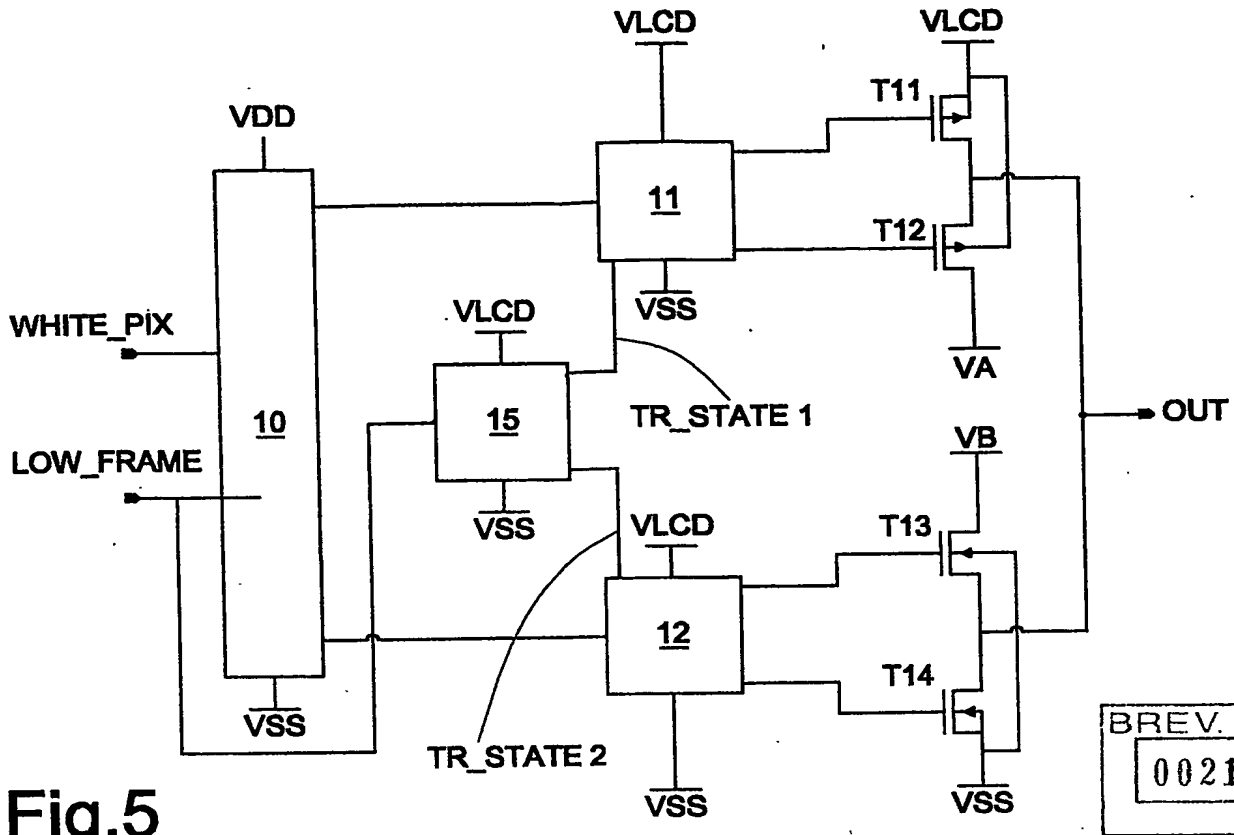 VLCD
VLCD
T11
VDD
11
T12
VSS
WHITE_PIX
VLCD
VA
TR_STATE 1
10
15
OUT
LOW_FRAME
VB
VSS
VLCD
T13
12
T14
VSS
TR_STATE 2
VSS
VSS
BREV.
0021
Fig.5